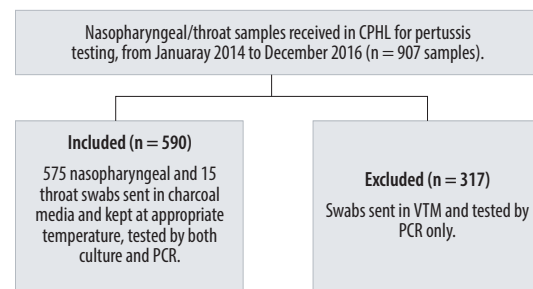 Nasopharyngeal/throat samples received in CPHL for pertussis
testing, from Januaray 2014 to December 2016 (n = 907 samples).
Included (n = 590)
575 nasopharyngeal and 15
throat swabs sent in charcoal
media and kept at appropriate
temperature, tested by both
culture and PCR.
Excluded (n = 317)
Swabs sent in VTM and tested by
PCR only.